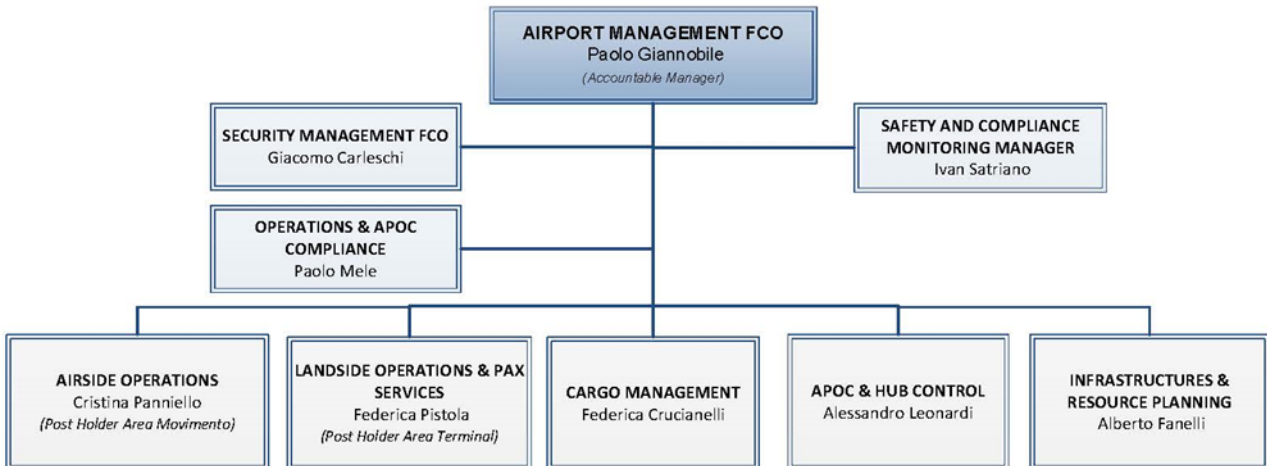 AIRPORT MANAGEMENT FCO
Paolo Giannobile
(Accountable Manager)
SECURITY MANAGEMENT FCO
Giacomo Carleschi
SAFETY AND COMPLIANCE
MONITORING MANAGER
Ivan Satriano
OPERATIONS & APOC
COMPLIANCE
Paolo Mele
AIRSIDE OPERATIONS
Cristina Panniello
(Post Holder Area Movimento)
LANDSIDE OPERATIONS & PAX
SERVICES
Federica Pistola
(Post Holder Area Terminal)
CARGO MANAGEMENT
Federica Crucianelli
APOC & HUB CONTROL
Alessandro Leonardi
INFRASTRUCTURES &
RESOURCE PLANNING
Alberto Fanelli